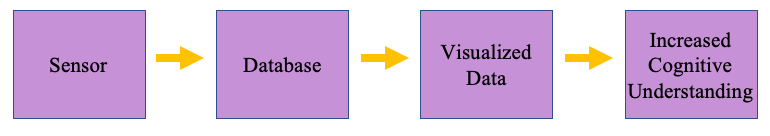 Sensor
Database
Visualized
Data
Increased
Cognitive
Understanding